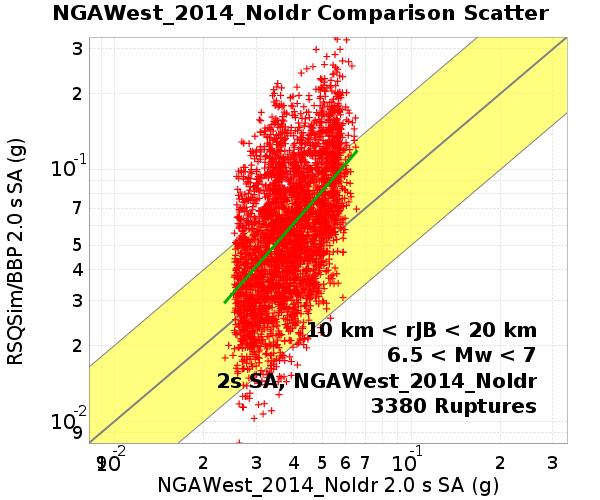 NGAWest_2014_NoIdr Comparison Scatter
RSQSim/BBP 2.0 s SA (g)
3
2
10-1
7
5
4
3
2
10-2
9
10 km < rJB < 20 km
6.5 < Mw < 7
2s SA, NGAWest_2014_NoIdr
3380 Ruptures
9 10-2 2 3 4 5 6 7 10-1 2 3
NGAWest_2014_NoIdr 2.0 s SA (g)